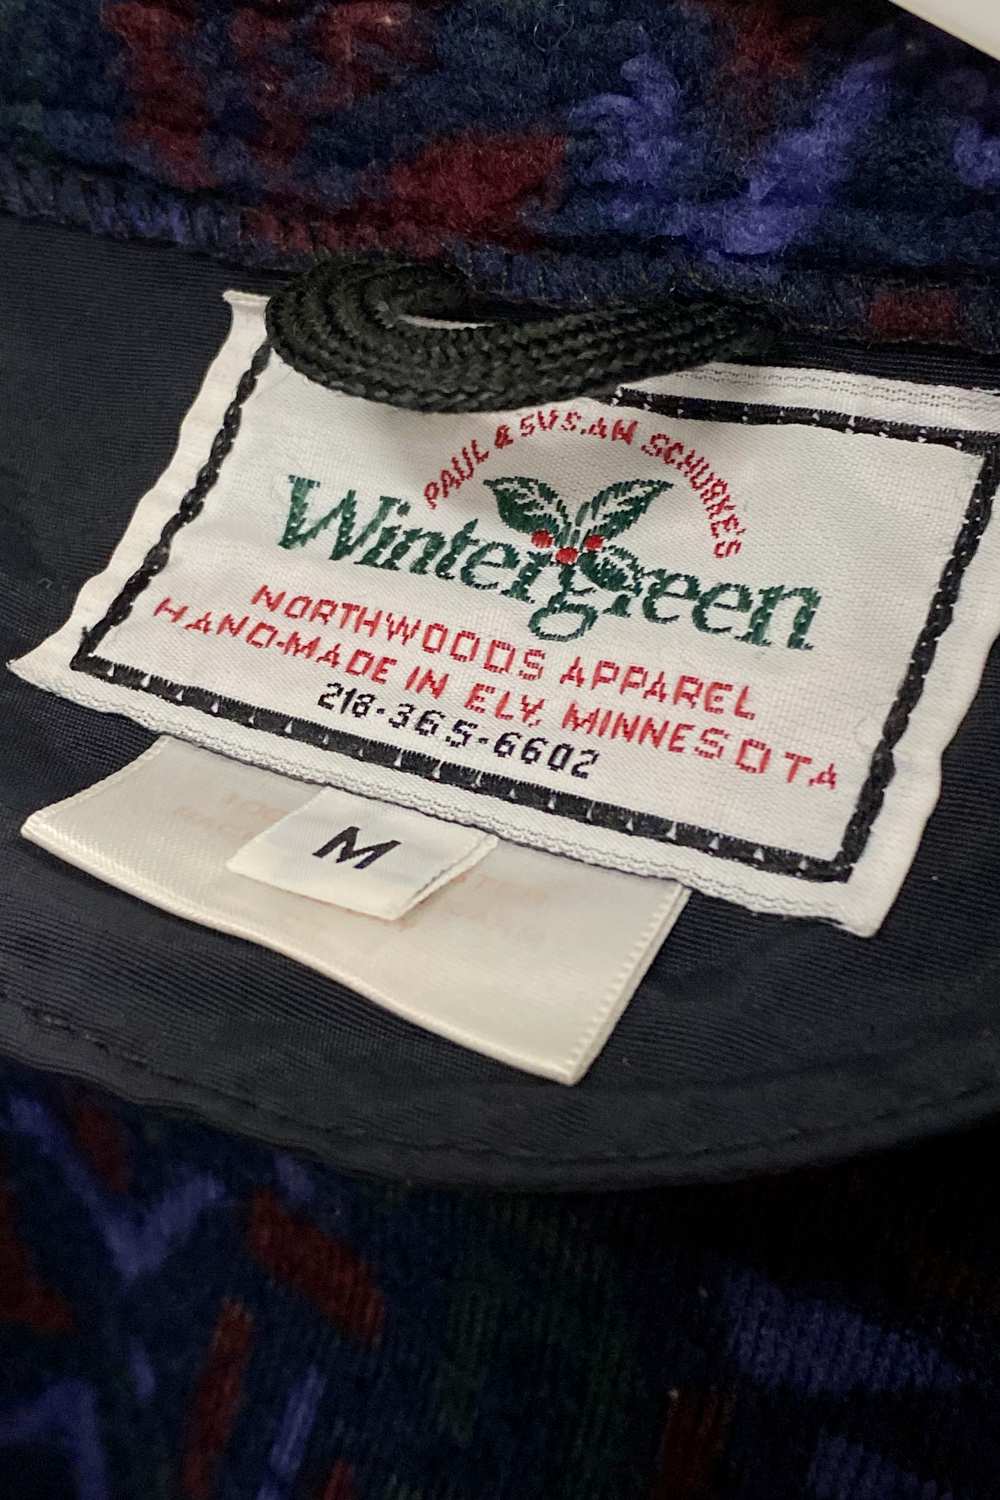 PAUL & SUSAN SCHURKE'S
Wintergreen
NORTHWOODS APPAREL
HAND-MADE IN ELY, MINNESOTA
218-365-6602
M